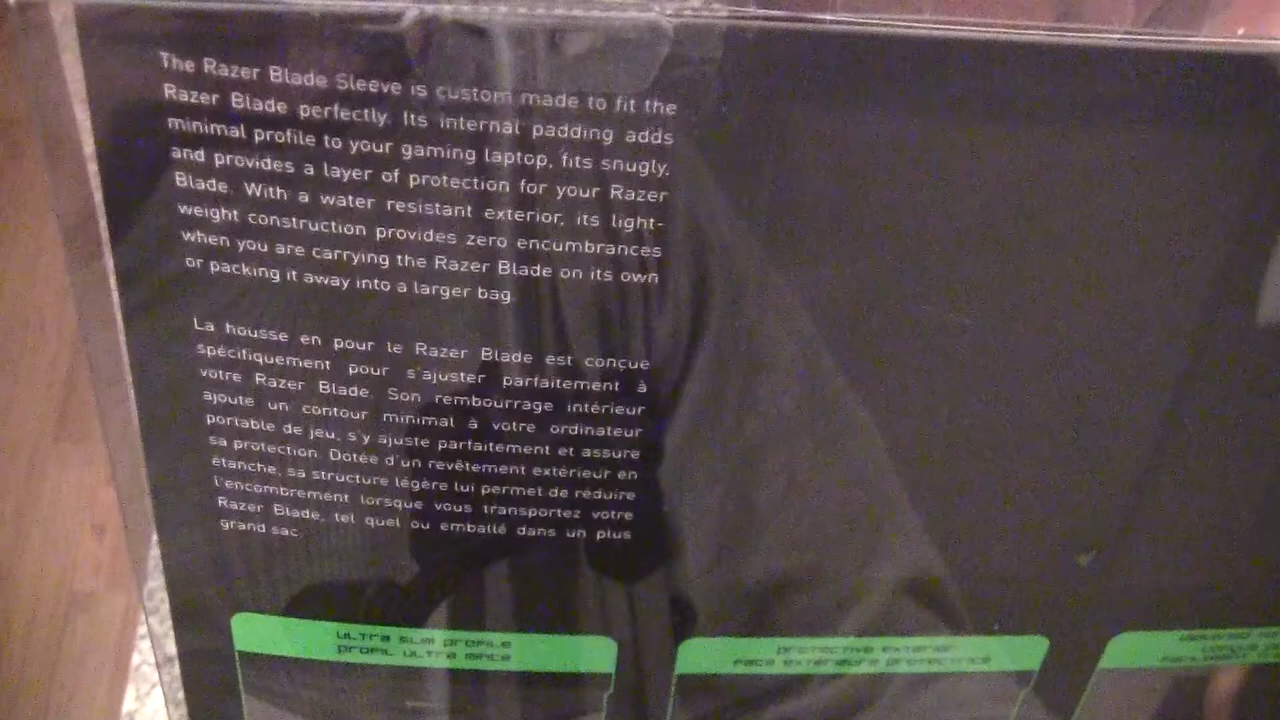 The Razer Blade Sleeve is custom made to fit the
Razer Blade perfectly. Its internal padding adds
minimal profile to your gaming laptop, fits snugly,
and provides a layer of protection for your Razer
Blade. With a water resistant exterior, its light-
weight construction provides zero encumbrances
when you are carrying the Razer Blade on its own
or packing it away into a larger bag.
La housse en pour le Razer Blade est conçue
spécifiquement pour s'ajuster parfaitement à
votre Razer Blade. Son rembourrage intérieur
ajoute un contour minimal à votre ordinateur
portable de jeu, s'y ajuste parfaitement et assure
sa protection. Dotée d'un revêtement extérieur en
étanche, sa structure légère lui permet de réduire
l'encombrement lorsque vous transportez votre
Razer Blade, tel quel ou emballé dans un plus
grand sac.
ULTRA SLIM PROFILE
PROFIL ULTRA MINCE
PROTECTIVE EXTERIOR
FACE EXTÉRIEURE PROTECTRICE